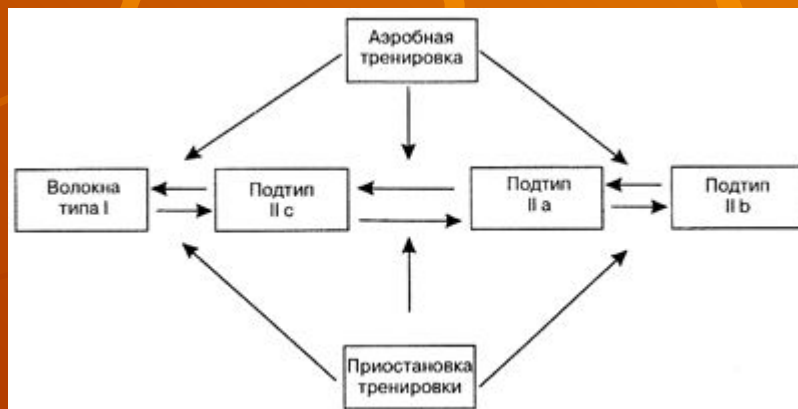 Аэробная
тренировка
Волокна
типа I
Подтип
II c
Подтип
II a
Подтип
II b
Приостановка
тренировки